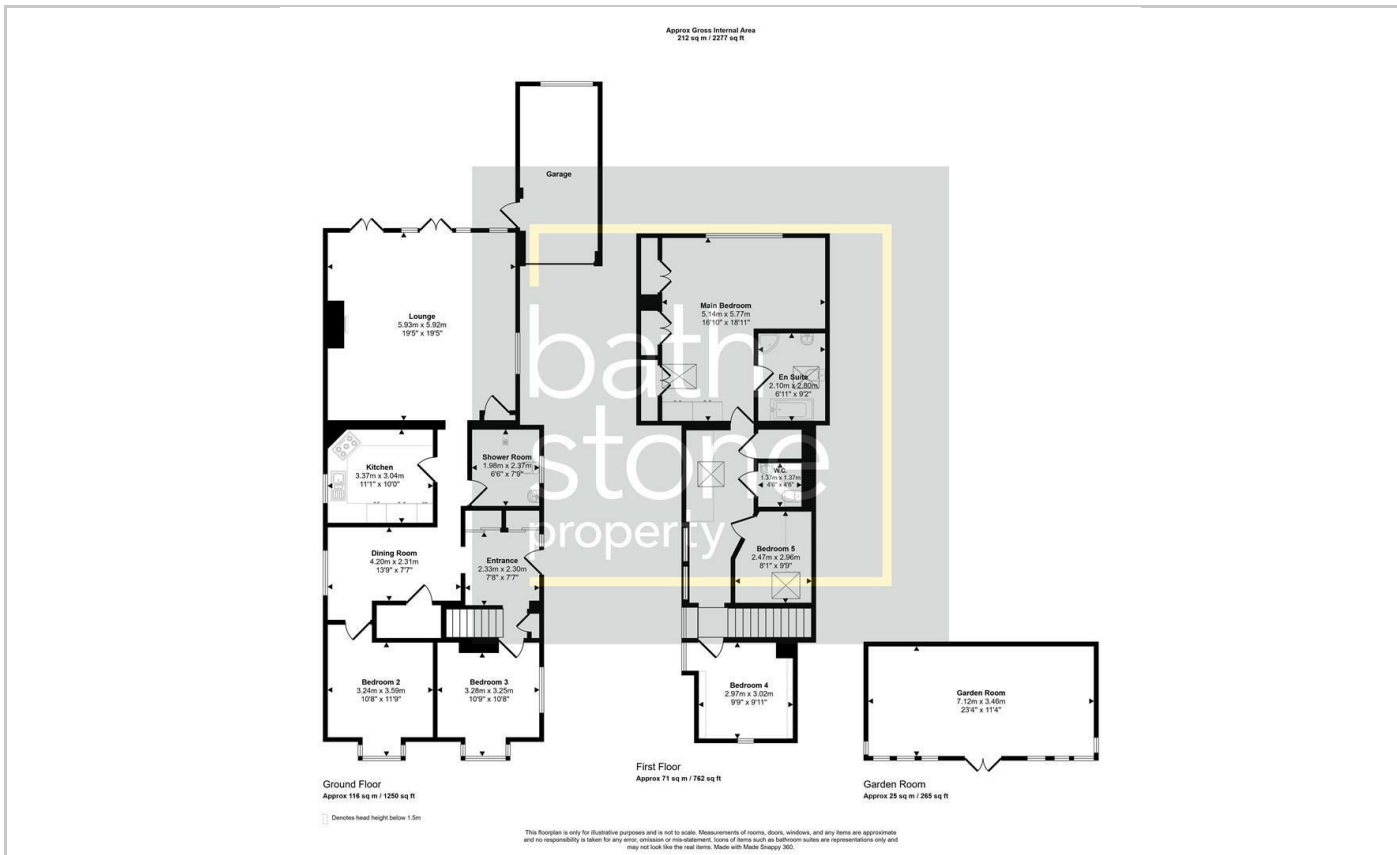 Approx Gross Internal Area
212 sq m / 2277 sq ft
Garage
Lounge
5.93m x 5.92m
19'5" x 19'5"
Main Bedroom
5.14m x 5.77m
16'10" x 18'11"
En Suite
2.10m x 2.80m
6'11" x 9'2"
bath
stone
property
Kitchen
3.37m x 3.04m
11'1" x 10'0"
Shower Room
1.98m x 2.37m
6'6" x 7'9"
W.C.
1.37m x 1.37m
4'6" x 4'6"
Dining Room
4.20m x 2.31m
13'9" x 7'7"
Entrance
2.33m x 2.30m
7'8" x 7'7"
Bedroom 5
2.47m x 2.96m
8'1" x 9'9"
Bedroom 2
3.24m x 3.59m
10'8" x 11'9"
Bedroom 3
3.28m x 3.25m
10'9" x 10'8"
Bedroom 4
2.97m x 3.02m
9'9" x 9'11"
Garden Room
7.12m x 3.46m
23'4" x 11'4"
Ground Floor
Approx 116 sq m / 1250 sq ft
First Floor
Approx 71 sq m / 762 sq ft
Garden Room
Approx 25 sq m / 265 sq ft
Denotes head height below 1.5m
This floorplan is only for illustrative purposes and is not to scale. Measurements of rooms, doors, windows, and any items are approximate
and no responsibility is taken for any error, omission or mis-statement. Icons of items such as bathroom suites are representations only and
may not look like the real items. Made with Made Snappy 360.